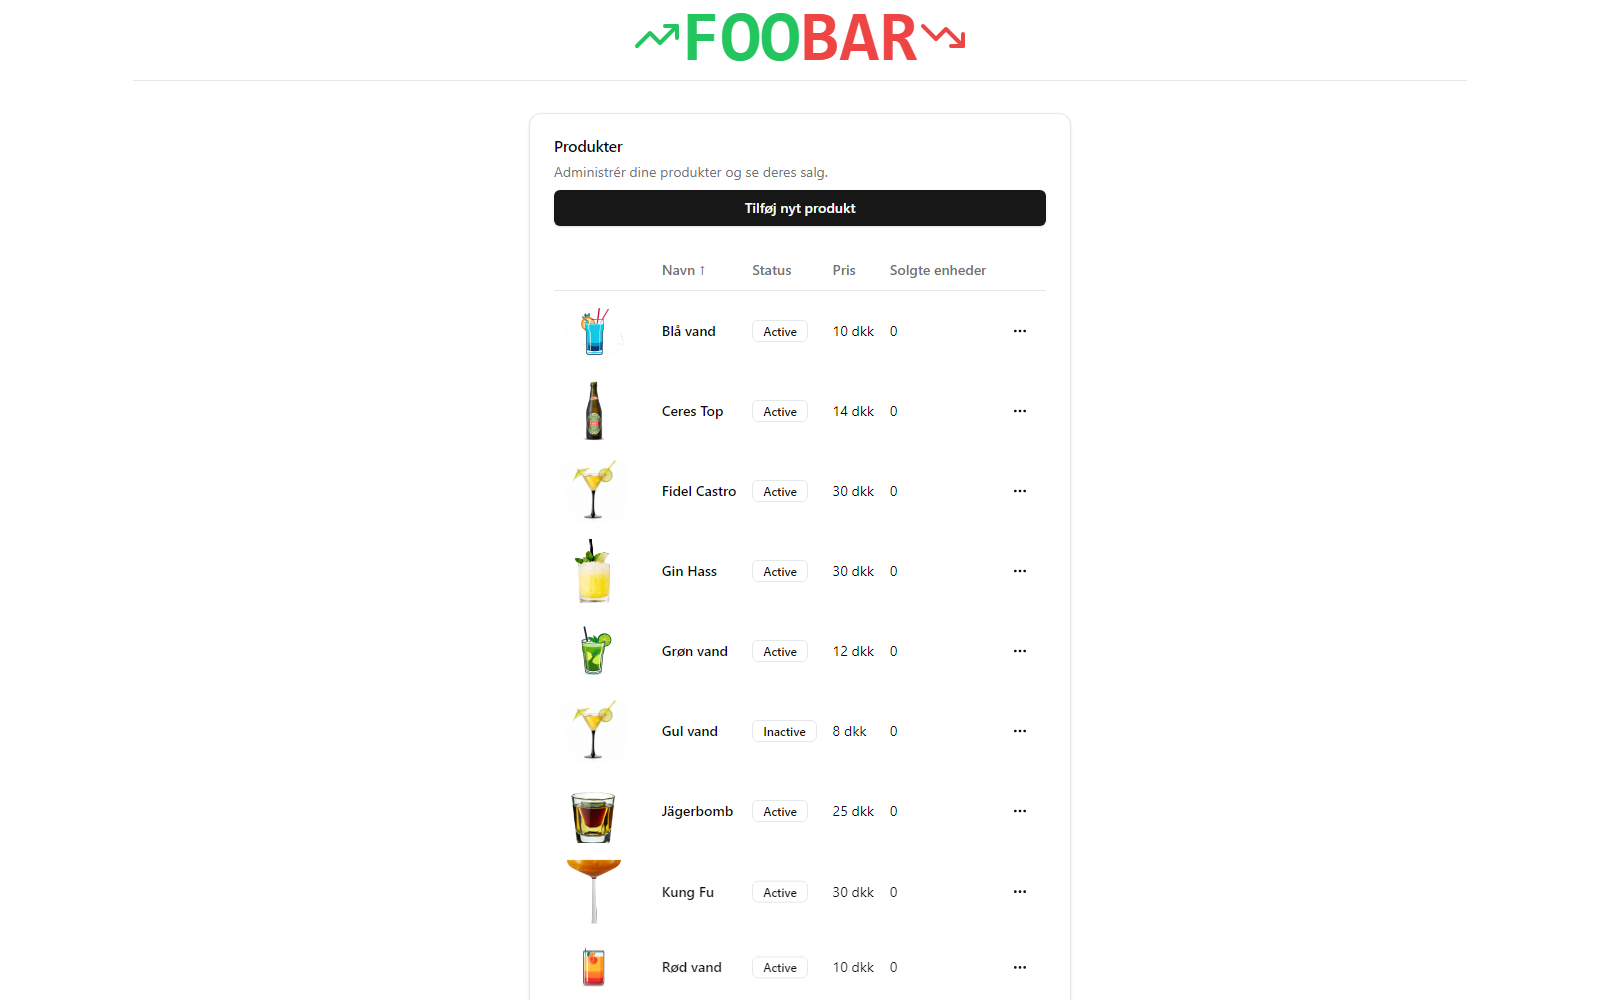 FOOBAR
Produkter
Administrér dine produkter og se deres salg.
Tilføj nyt produkt
Navn ↑ Status Pris Solgte enheder
Blå vand Active 10 dkk 0
Ceres Top Active 14 dkk 0
Fidel Castro Active 30 dkk 0
Gin Hass Active 30 dkk 0
Grøn vand Active 12 dkk 0
Gul vand Inactive 8 dkk 0
Jägerbomb Active 25 dkk 0
Kung Fu Active 30 dkk 0
Rød vand Active 10 dkk 0